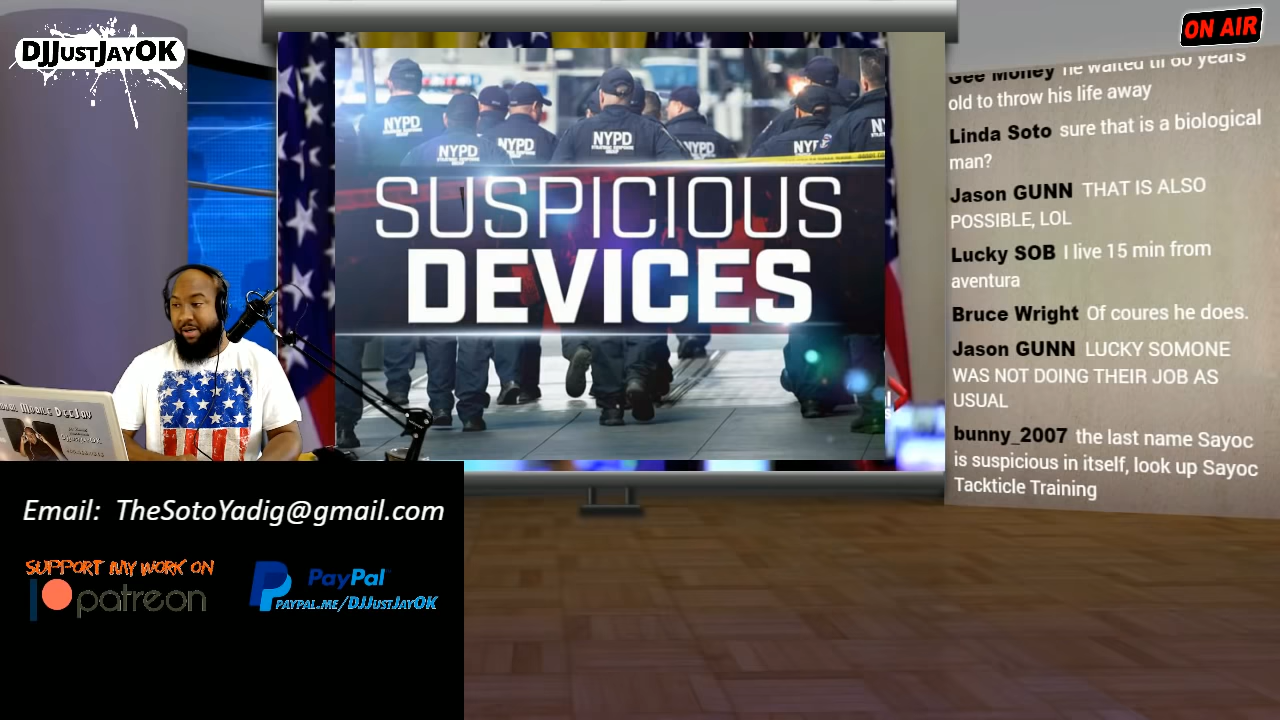 DJJustJayOK
ON AIR
NYPD
NYPD
NYPD
NYPD
NYPD
SUSPICIOUS
DEVICES
Gee Money he waited til 60 years
old to throw his life away
Linda Soto sure that is a biological
man?
Jason GUNN THAT IS ALSO
POSSIBLE, LOL
Lucky SOB I live 15 min from
aventura
Bruce Wright Of coures he does.
Jason GUNN LUCKY SOMONE
WAS NOT DOING THEIR JOB AS
USUAL
bunny_2007 the last name Sayoc
is suspicious in itself, look up Sayoc
Tackticle Training
Email: TheSotoYadig@gmail.com
SUPPORT MY WORK ON
patreon
PayPal
PAYPAL.ME/DJJUSTJAYOK